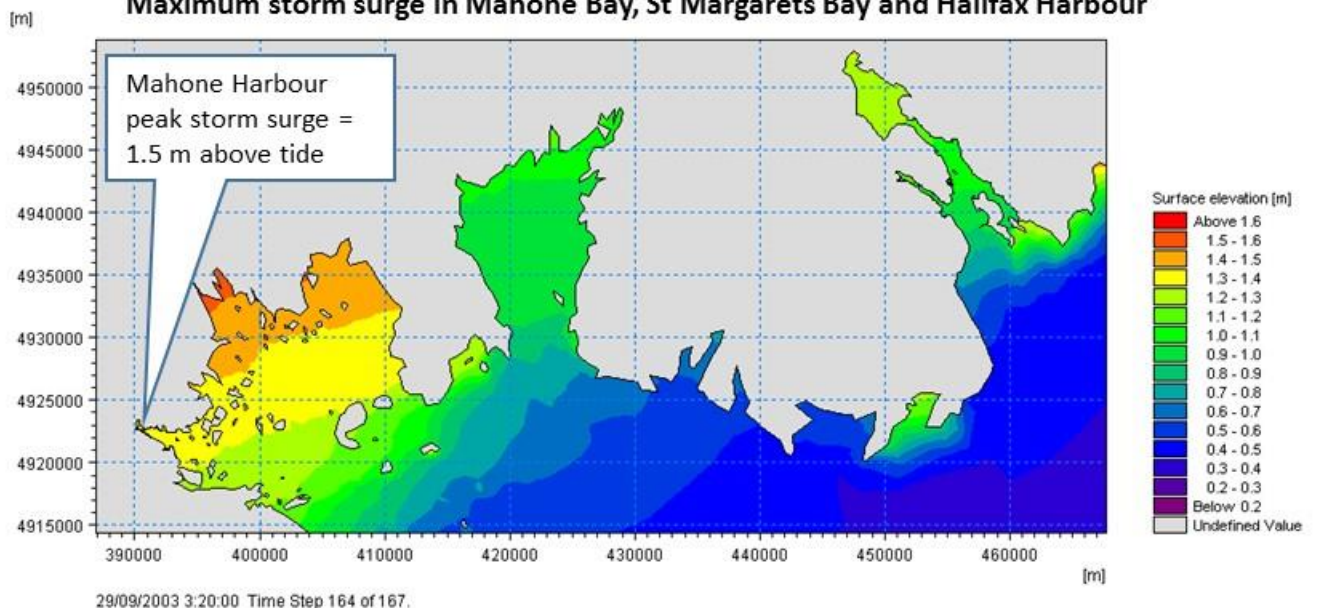 Maximum storm surge in Mahone Bay, St Margarets Bay and Halifax Harbour
[m]
Mahone Harbour
peak storm surge =
1.5 m above tide
4950000
4945000
4940000
4935000
4930000
4925000
4920000
4915000
390000 400000 410000 420000 430000 440000 450000 460000
[m]
Surface elevation [m]
Above 1.6
1.5 - 1.6
1.4 - 1.5
1.3 - 1.4
1.2 - 1.3
1.1 - 1.2
1.0 - 1.1
0.9 - 1.0
0.8 - 0.9
0.7 - 0.8
0.6 - 0.7
0.5 - 0.6
0.4 - 0.5
0.3 - 0.4
0.2 - 0.3
Below 0.2
Undefined Value
29/09/2003 3:20:00 Time Step 164 of 167.